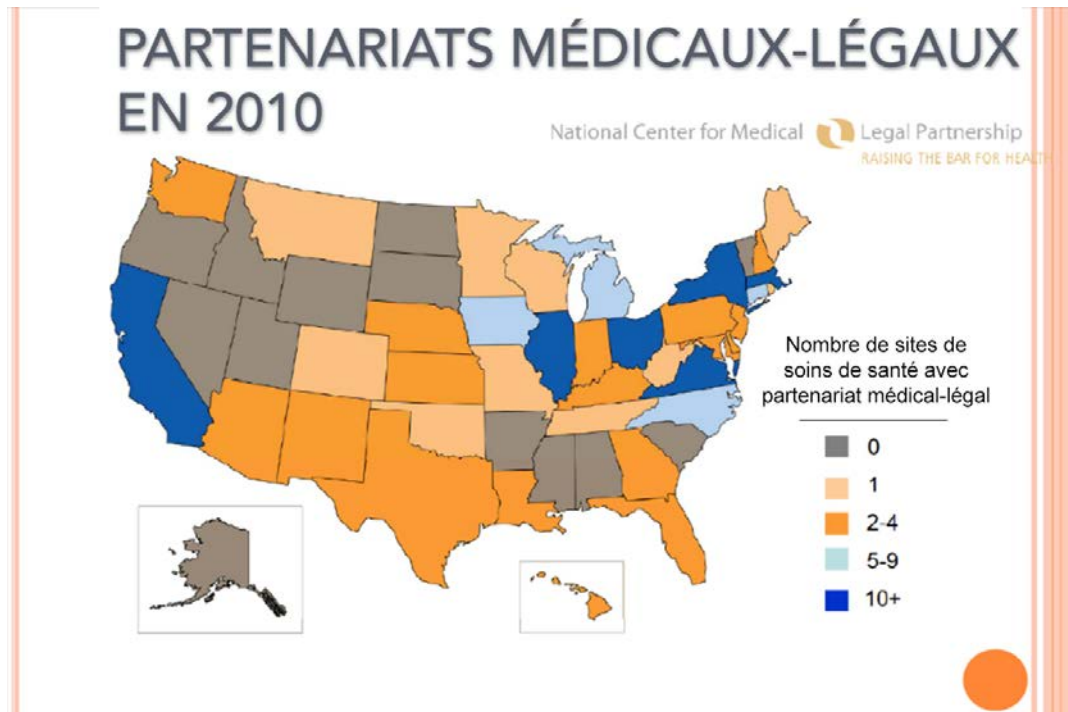 PARTENARIATS MÉDICAUX-LÉGAUX
EN 2010
National Center for Medical Legal Partnership
RAISING THE BAR FOR HEALTH
Nombre de sites de
soins de santé avec
partenariat médical-légal
0
1
2-4
5-9
10+